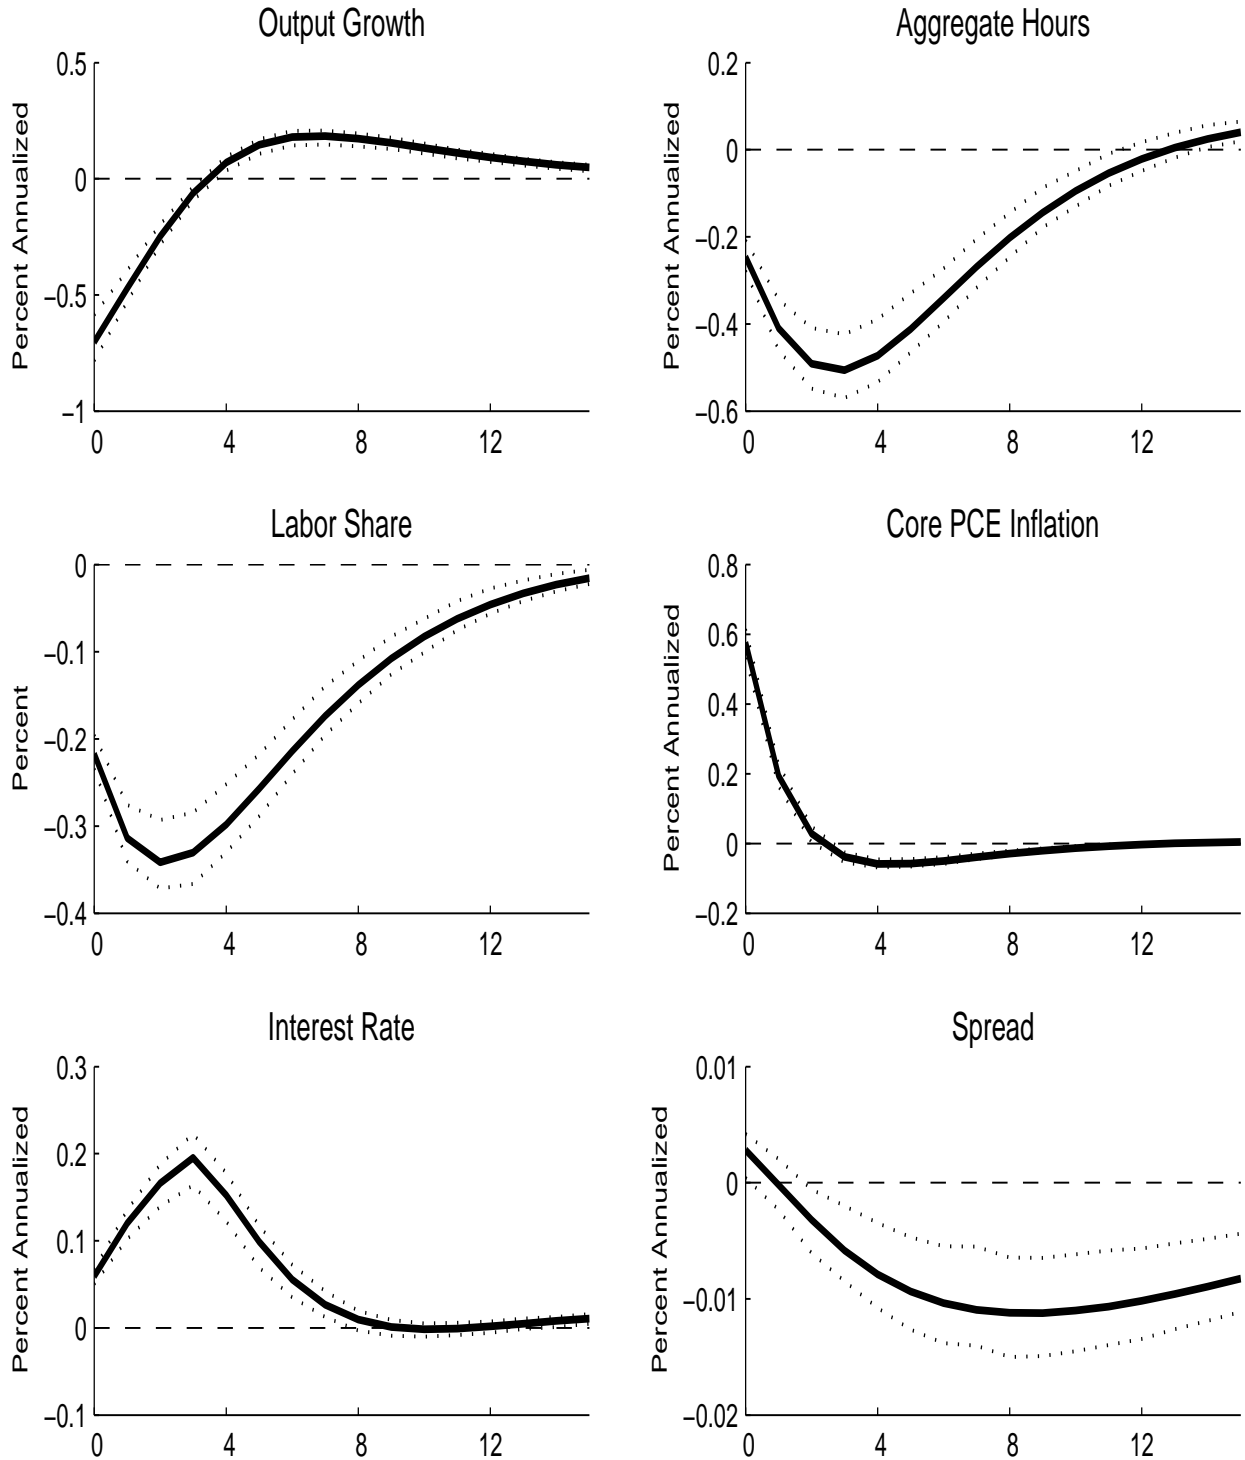 Output Growth
Percent Annualized
0.5
0
−0.5
−1
0 4 8 12
Aggregate Hours
Percent Annualized
0.2
0
−0.2
−0.4
−0.6
0 4 8 12
Labor Share
Percent
0
−0.1
−0.2
−0.3
−0.4
0 4 8 12
Core PCE Inflation
Percent Annualized
0.8
0.6
0.4
0.2
0
−0.2
0 4 8 12
Interest Rate
Percent Annualized
0.3
0.2
0.1
0
−0.1
0 4 8 12
Spread
Percent Annualized
0.01
0
−0.01
−0.02
0 4 8 12